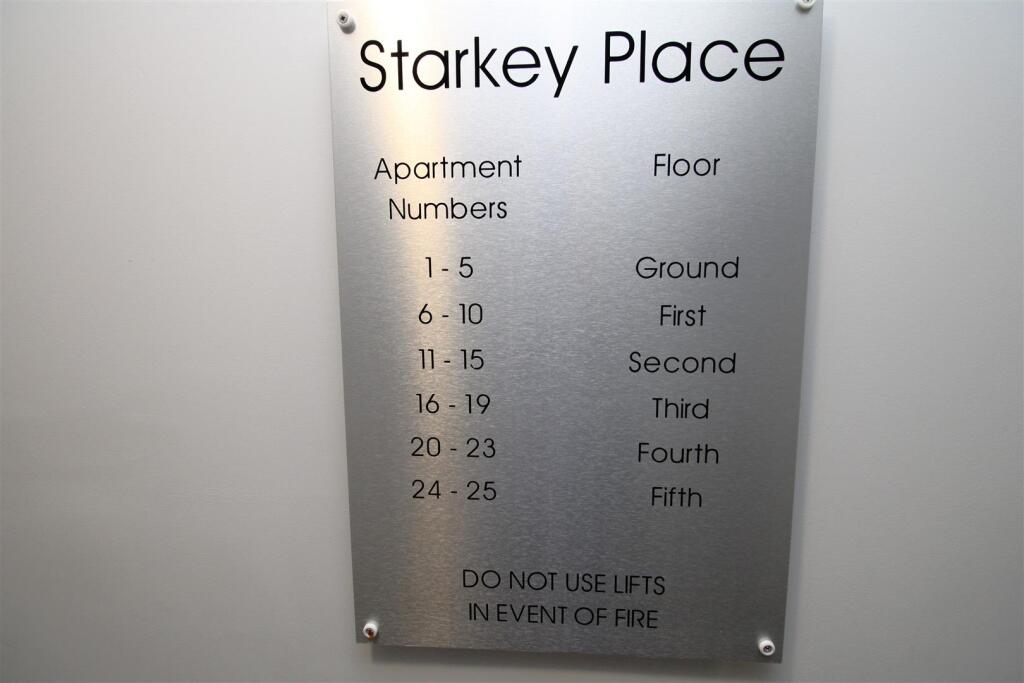 Starkey Place
Apartment Numbers Floor
1 - 5 Ground
6 - 10 First
11 - 15 Second
16 - 19 Third
20 - 23 Fourth
24 - 25 Fifth
DO NOT USE LIFTS
IN EVENT OF FIRE